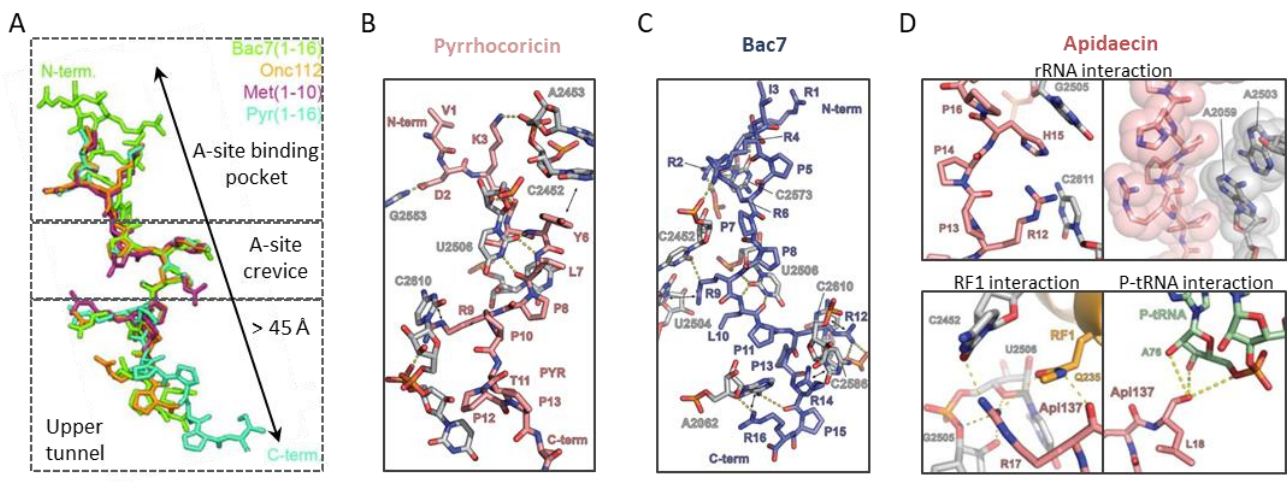 A
Bac7(1-16)
Onc112
Met(1-10)
Pyr(1-16)
N-term.
A-site binding
pocket
A-site
crevice
> 45 Å
Upper
tunnel
C-term.
B
Pyrrhocoricin
A2453
V1
N-term
K3
D2
C2452
G2553
Y6
U2506
L7
C2610
P8
R9
P10
T11
PYR
P12
P13
C-term
C
Bac7
I3
R1
N-term
R4
R2
P5
C2573
R6
P7
C2452
P8
U2506
R9
C2610
U2504
R12
L10
P11
P13
C2586
R14
A2062
R16
P15
C-term
D
Apidaecin
rRNA interaction
G2505
P16
H15
P14
C2611
P13
R12
A2503
A2059
RF1 interaction
P-tRNA interaction
C2452
U2506
RF1
Q235
Api137
G2505
R17
P-tRNA
A76
Api137
L18